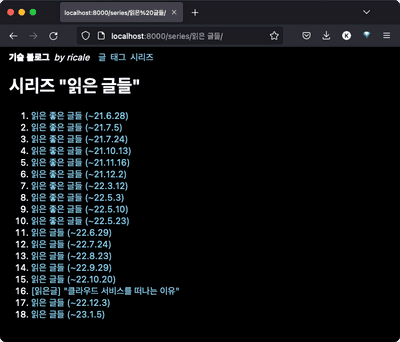 localhost:8000/series/읽은%20글들/
localhost:8000/series/읽은 글들/
기술 블로그 by ricale 글 태그 시리즈
시리즈 "읽은 글들"
1. 읽은 좋은 글들 (~21.6.28)
2. 읽은 좋은 글들 (~21.7.5)
3. 읽은 좋은 글들 (~21.7.24)
4. 읽은 좋은 글들 (~21.10.13)
5. 읽은 좋은 글들 (~21.11.16)
6. 읽은 좋은 글들 (~21.12.2)
7. 읽은 좋은 글들 (~22.3.12)
8. 읽은 좋은 글들 (~22.5.3)
9. 읽은 좋은 글들 (~22.5.10)
10. 읽은 좋은 글들 (~22.5.23)
11. 읽은 글들 (~22.6.29)
12. 읽은 글들 (~22.7.24)
13. 읽은 글들 (~22.8.23)
14. 읽은 글들 (~22.9.29)
15. 읽은 글들 (~22.10.20)
16. [읽은글] "클라우드 서비스를 떠나는 이유"
17. 읽은 글들 (~22.12.3)
18. 읽은 글들 (~23.1.5)